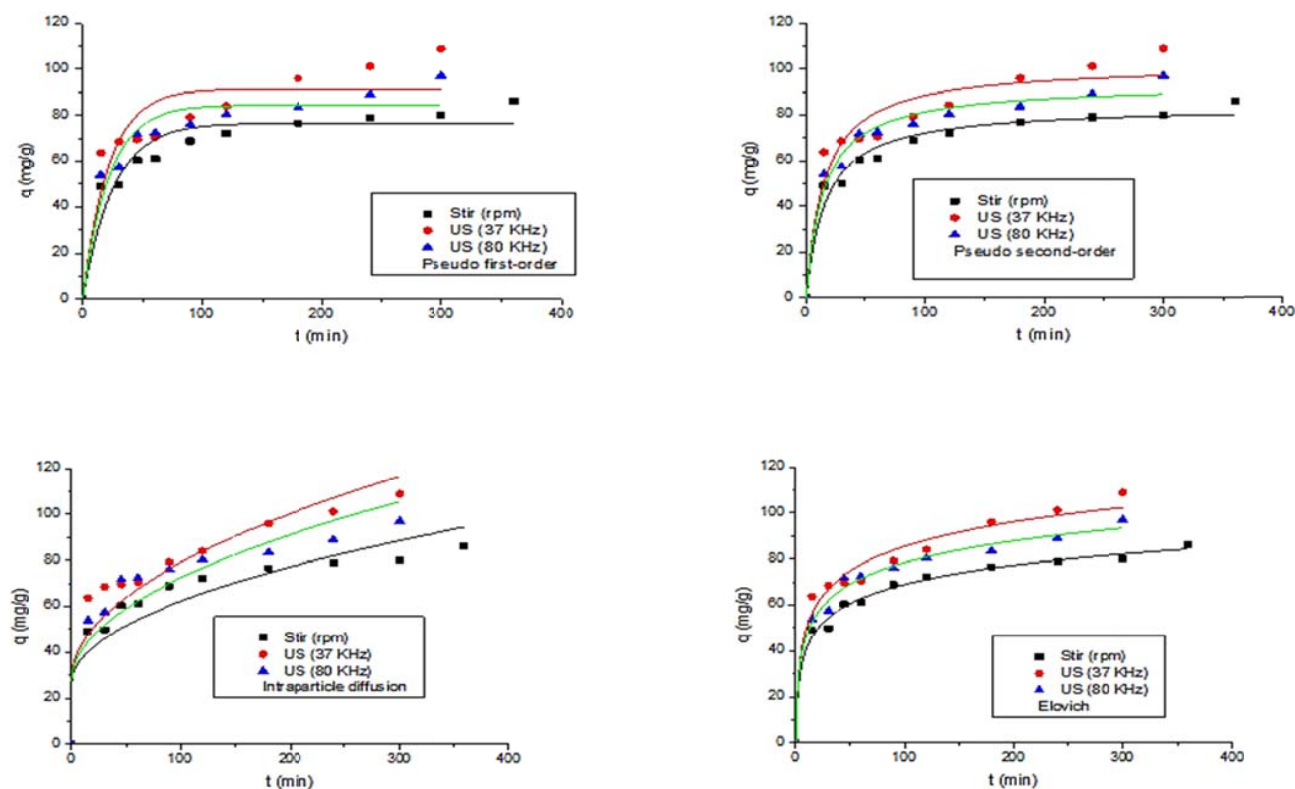 120
100
80
60
40
20
0
q (mg/g)
Stir (rpm)
US (37 KHz)
US (80 KHz)
Pseudo first-order
0
100
200
300
400
t (min)
120
100
80
60
40
20
0
q (mg/g)
Stir (rpm)
US (37 KHz)
US (80 KHz)
Pseudo second-order
0
100
200
300
400
t (min)
120
100
80
60
40
20
0
q (mg/g)
Stir (rpm)
US (37 KHz)
US (80 KHz)
Intraparticle diffusion
0
100
200
300
400
t (min)
120
100
80
60
40
20
0
q (mg/g)
Stir (rpm)
US (37 KHz)
US (80 KHz)
Elovich
0
100
200
300
400
t (min)